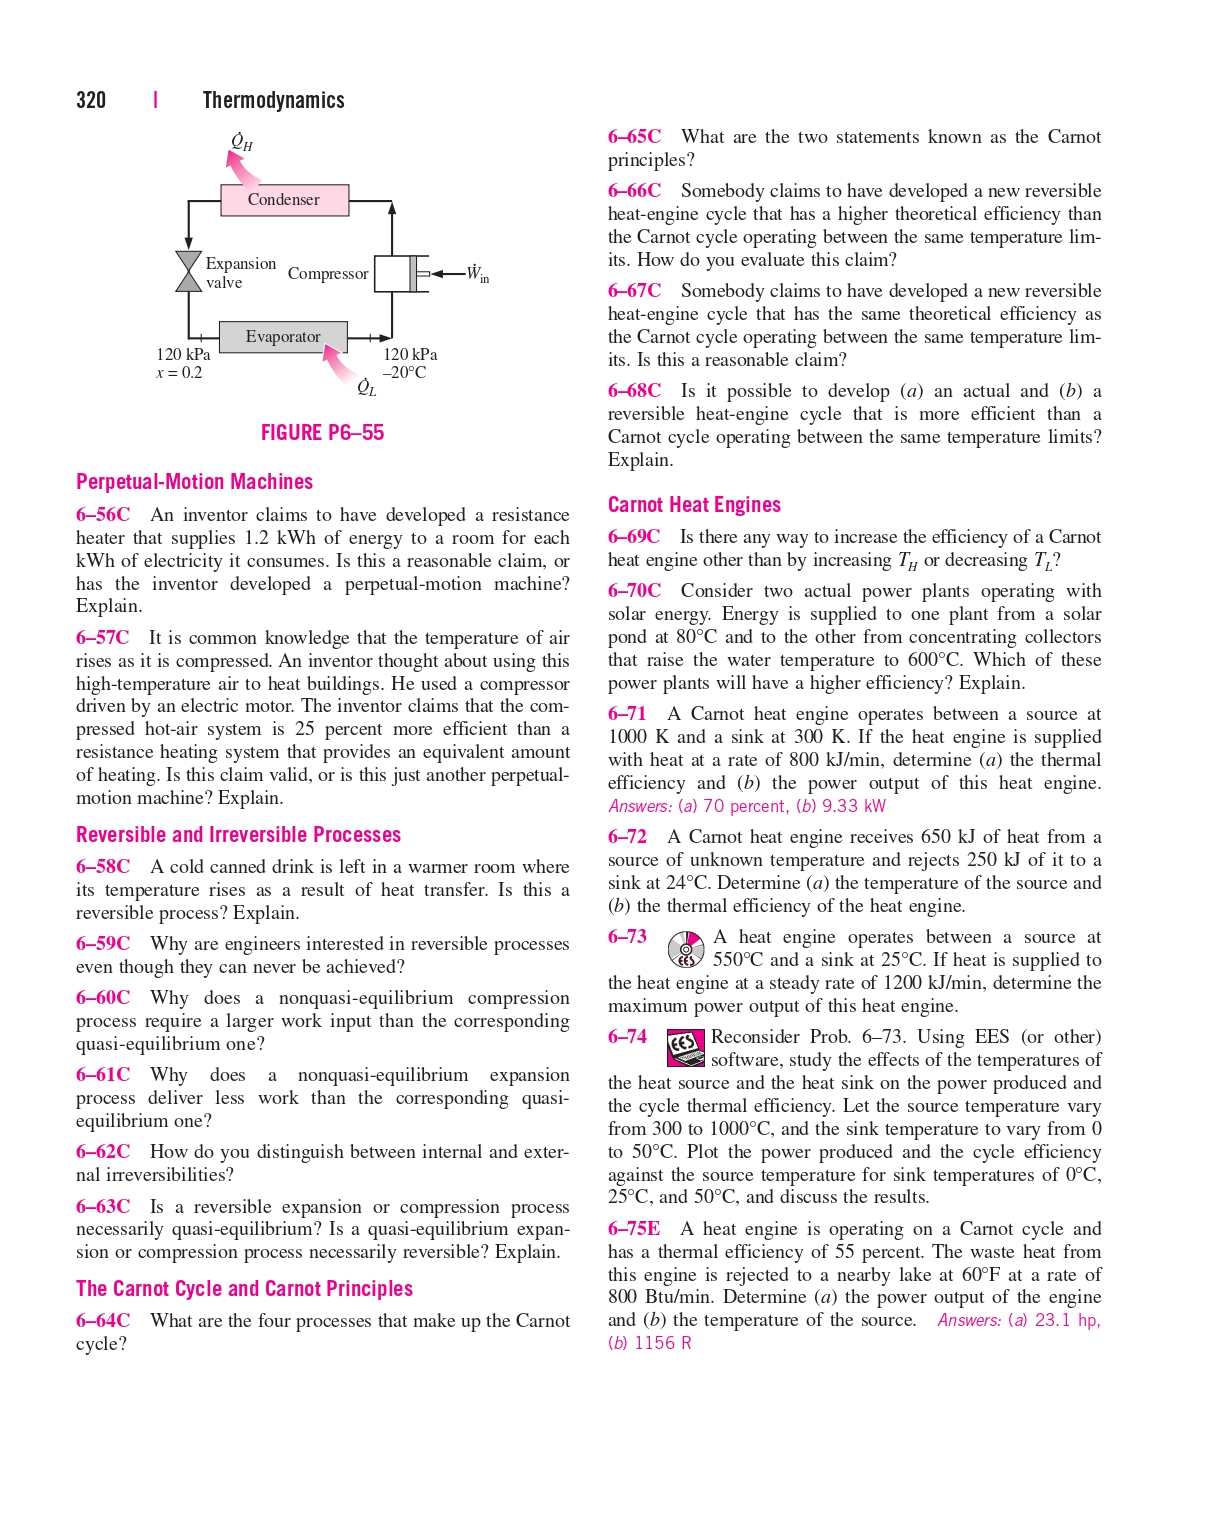 320 | Thermodynamics
Q̇H
Condenser
Expansion
valve
Compressor
Ẇin
Evaporator
120 kPa
x = 0.2
120 kPa
–20°C
Q̇L
FIGURE P6–55
Perpetual-Motion Machines
6–56C An inventor claims to have developed a resistance
heater that supplies 1.2 kWh of energy to a room for each
kWh of electricity it consumes. Is this a reasonable claim, or
has the inventor developed a perpetual-motion machine?
Explain.
6–57C It is common knowledge that the temperature of air
rises as it is compressed. An inventor thought about using this
high-temperature air to heat buildings. He used a compressor
driven by an electric motor. The inventor claims that the com-
pressed hot-air system is 25 percent more efficient than a
resistance heating system that provides an equivalent amount
of heating. Is this claim valid, or is this just another perpetual-
motion machine? Explain.
Reversible and Irreversible Processes
6–58C A cold canned drink is left in a warmer room where
its temperature rises as a result of heat transfer. Is this a
reversible process? Explain.
6–59C Why are engineers interested in reversible processes
even though they can never be achieved?
6–60C Why does a nonquasi-equilibrium compression
process require a larger work input than the corresponding
quasi-equilibrium one?
6–61C Why does a nonquasi-equilibrium expansion
process deliver less work than the corresponding quasi-
equilibrium one?
6–62C How do you distinguish between internal and exter-
nal irreversibilities?
6–63C Is a reversible expansion or compression process
necessarily quasi-equilibrium? Is a quasi-equilibrium expan-
sion or compression process necessarily reversible? Explain.
The Carnot Cycle and Carnot Principles
6–64C What are the four processes that make up the Carnot
cycle?
6–65C What are the two statements known as the Carnot
principles?
6–66C Somebody claims to have developed a new reversible
heat-engine cycle that has a higher theoretical efficiency than
the Carnot cycle operating between the same temperature lim-
its. How do you evaluate this claim?
6–67C Somebody claims to have developed a new reversible
heat-engine cycle that has the same theoretical efficiency as
the Carnot cycle operating between the same temperature lim-
its. Is this a reasonable claim?
6–68C Is it possible to develop (a) an actual and (b) a
reversible heat-engine cycle that is more efficient than a
Carnot cycle operating between the same temperature limits?
Explain.
Carnot Heat Engines
6–69C Is there any way to increase the efficiency of a Carnot
heat engine other than by increasing TH or decreasing TL?
6–70C Consider two actual power plants operating with
solar energy. Energy is supplied to one plant from a solar
pond at 80°C and to the other from concentrating collectors
that raise the water temperature to 600°C. Which of these
power plants will have a higher efficiency? Explain.
6–71 A Carnot heat engine operates between a source at
1000 K and a sink at 300 K. If the heat engine is supplied
with heat at a rate of 800 kJ/min, determine (a) the thermal
efficiency and (b) the power output of this heat engine.
Answers: (a) 70 percent, (b) 9.33 kW
6–72 A Carnot heat engine receives 650 kJ of heat from a
source of unknown temperature and rejects 250 kJ of it to a
sink at 24°C. Determine (a) the temperature of the source and
(b) the thermal efficiency of the heat engine.
6–73 EES A heat engine operates between a source at
550°C and a sink at 25°C. If heat is supplied to
the heat engine at a steady rate of 1200 kJ/min, determine the
maximum power output of this heat engine.
6–74 EES Reconsider Prob. 6–73. Using EES (or other)
software, study the effects of the temperatures of
the heat source and the heat sink on the power produced and
the cycle thermal efficiency. Let the source temperature vary
from 300 to 1000°C, and the sink temperature to vary from 0
to 50°C. Plot the power produced and the cycle efficiency
against the source temperature for sink temperatures of 0°C,
25°C, and 50°C, and discuss the results.
6–75E A heat engine is operating on a Carnot cycle and
has a thermal efficiency of 55 percent. The waste heat from
this engine is rejected to a nearby lake at 60°F at a rate of
800 Btu/min. Determine (a) the power output of the engine
and (b) the temperature of the source. Answers: (a) 23.1 hp,
(b) 1156 R